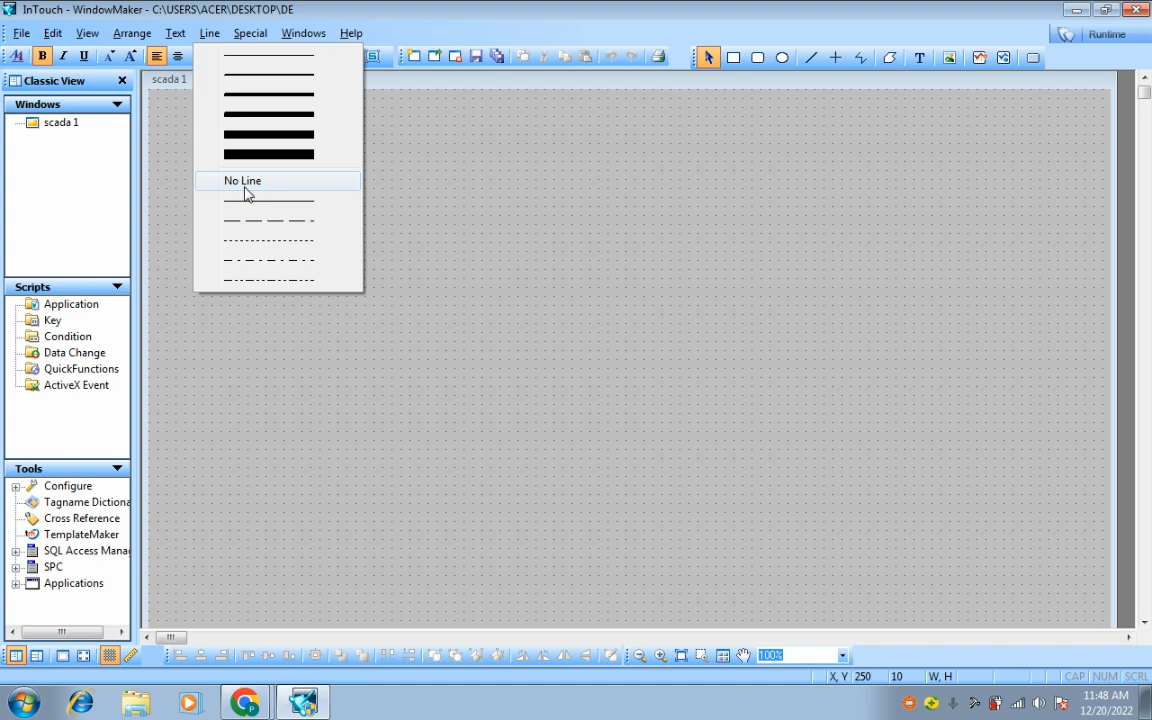 InTouch - WindowMaker - C:\USERS\ACER\DESKTOP\DE
File Edit View Arrange Text Line Special Windows Help
Runtime
Classic View
scada 1
Windows
scada 1
No Line
Scripts
Application
Key
Condition
Data Change
QuickFunctions
ActiveX Event
Tools
Configure
Tagname Dictiona
Cross Reference
TemplateMaker
SQL Access Mana
SPC
Applications
100%
X, Y 250 10 W, H CAP NUM SCRL
11:48 AM
12/20/2022